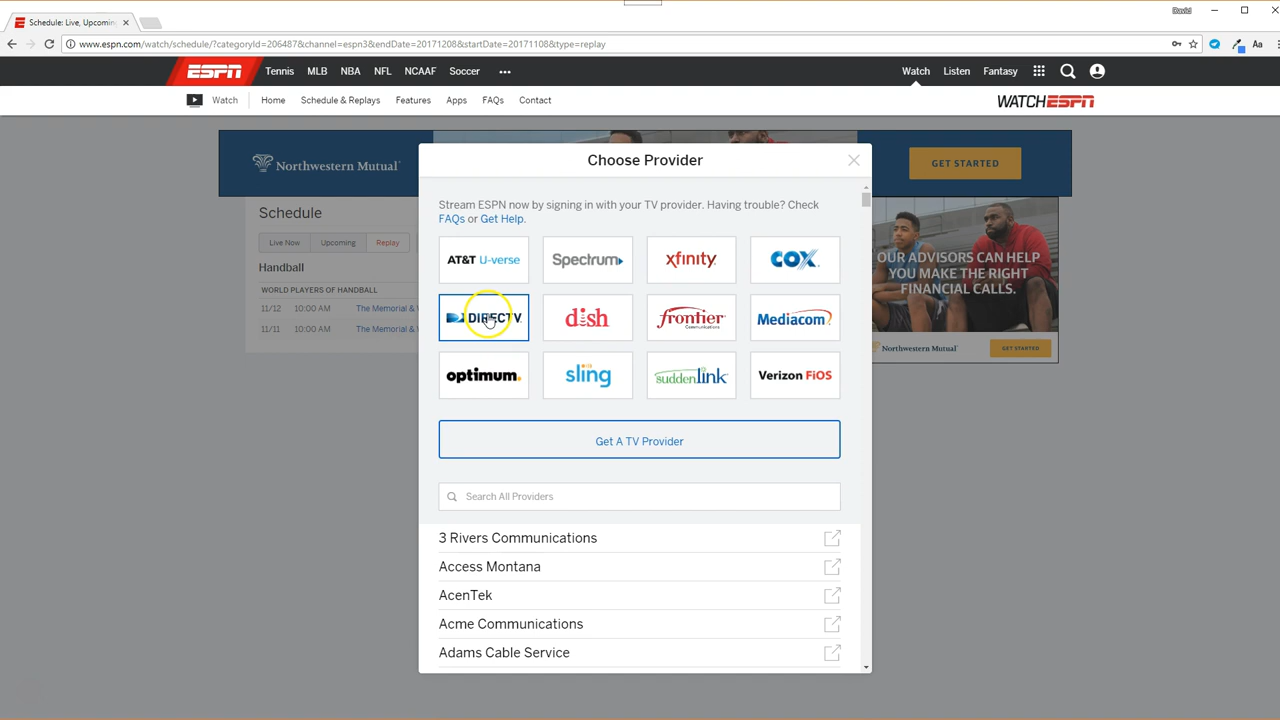 David
Schedule: Live, Upcomin
www.espn.com/watch/schedule/?categoryId=206487&channel=espn3&endDate=20171208&startDate=20171108&type=replay
Aa
ESPN Tennis MLB NBA NFL NCAAF Soccer ••• Watch Listen Fantasy
Watch Home Schedule & Replays Features Apps FAQs Contact WATCH ESPN
Northwestern Mutual GET STARTED
Choose Provider
Stream ESPN now by signing in with your TV provider. Having trouble? Check
FAQs or Get Help.
Schedule
Live Now Upcoming Replay
Handball
WORLD PLAYERS OF HANDBALL
11/12 10:00 AM The Memorial &
11/11 10:00 AM The Memorial &
AT&T U-verse Spectrum xfinity COX
DIRECTV dish frontier Communications Mediacom
optimum. sling suddenlink Verizon FiOS
Get A TV Provider
Search All Providers
3 Rivers Communications
Access Montana
AcenTek
Acme Communications
Adams Cable Service
OUR ADVISORS CAN HELP
YOU MAKE THE RIGHT
FINANCIAL CALLS.
Northwestern Mutual GET STARTED